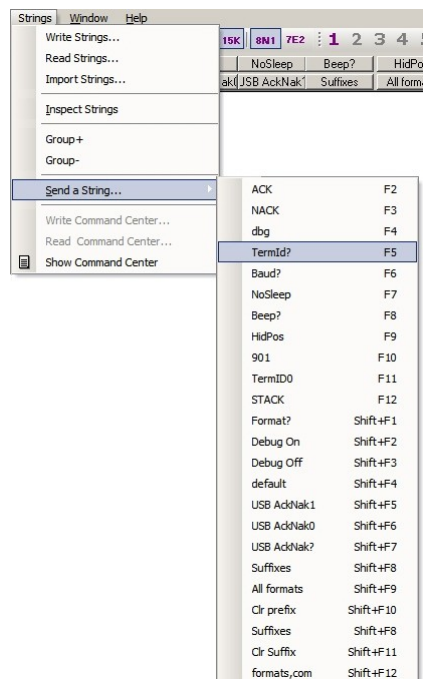 Strings Window Help
Write Strings...
Read Strings...
Import Strings...
Inspect Strings
Group+
Group-
Send a String...
Write Command Center...
Read Command Center...
Show Command Center
15K 8N1 7E2 1 2 3 4
NoSleep Beep? HidPo
USB AckNak Suffixes All form
ACK F2
NACK F3
dbg F4
TermId? F5
Baud? F6
NoSleep F7
Beep? F8
HidPos F9
901 F10
TermID0 F11
STACK F12
Format? Shift+F1
Debug On Shift+F2
Debug Off Shift+F3
default Shift+F4
USB AckNak1 Shift+F5
USB AckNak0 Shift+F6
USB AckNak? Shift+F7
Suffixes Shift+F8
All formats Shift+F9
Clr prefix Shift+F10
Suffixes Shift+F8
Clr Suffix Shift+F11
formats,com Shift+F12